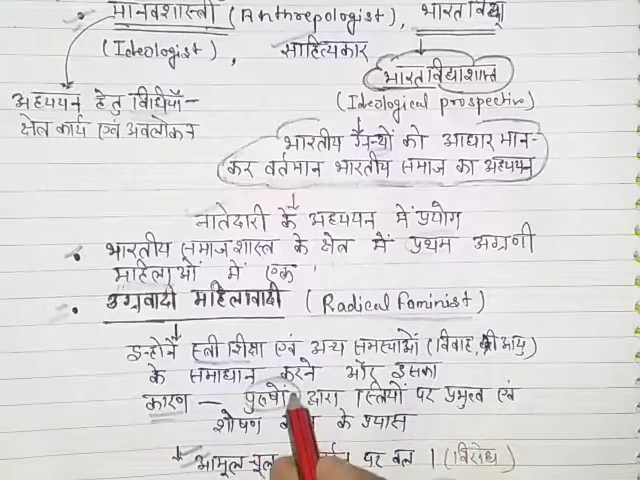 • मानवशास्त्री (Anthrepologist), भारतविद्या
(Ideologist), साहित्यकार
भारतविद्याशास्त्र
अध्ययन हेतु विधियाँ-
(Ideological prospective)
क्षेत्र कार्य एवं अवलोकन
भारतीय ग्रन्थों को आधार मान-
कर वर्तमान भारतीय समाज का अध्ययन
नातेदारी के अध्ययन में प्रयोग
• भारतीय समाजशास्त्र के क्षेत्र में प्रथम अग्रणी
महिलाओं में एक
• उग्रवादी महिलावादी (Radical Feminist)
इन्होनें स्त्री शिक्षा एवं अन्य समस्याओं (विवाह, आयु)
के समाधान करने और इसका
कारण – पुरुषों द्वारा स्त्रियों पर प्रभुत्व एवं
शोषण के प्रयास
आमूल-चूल पर बल । (विरोध)